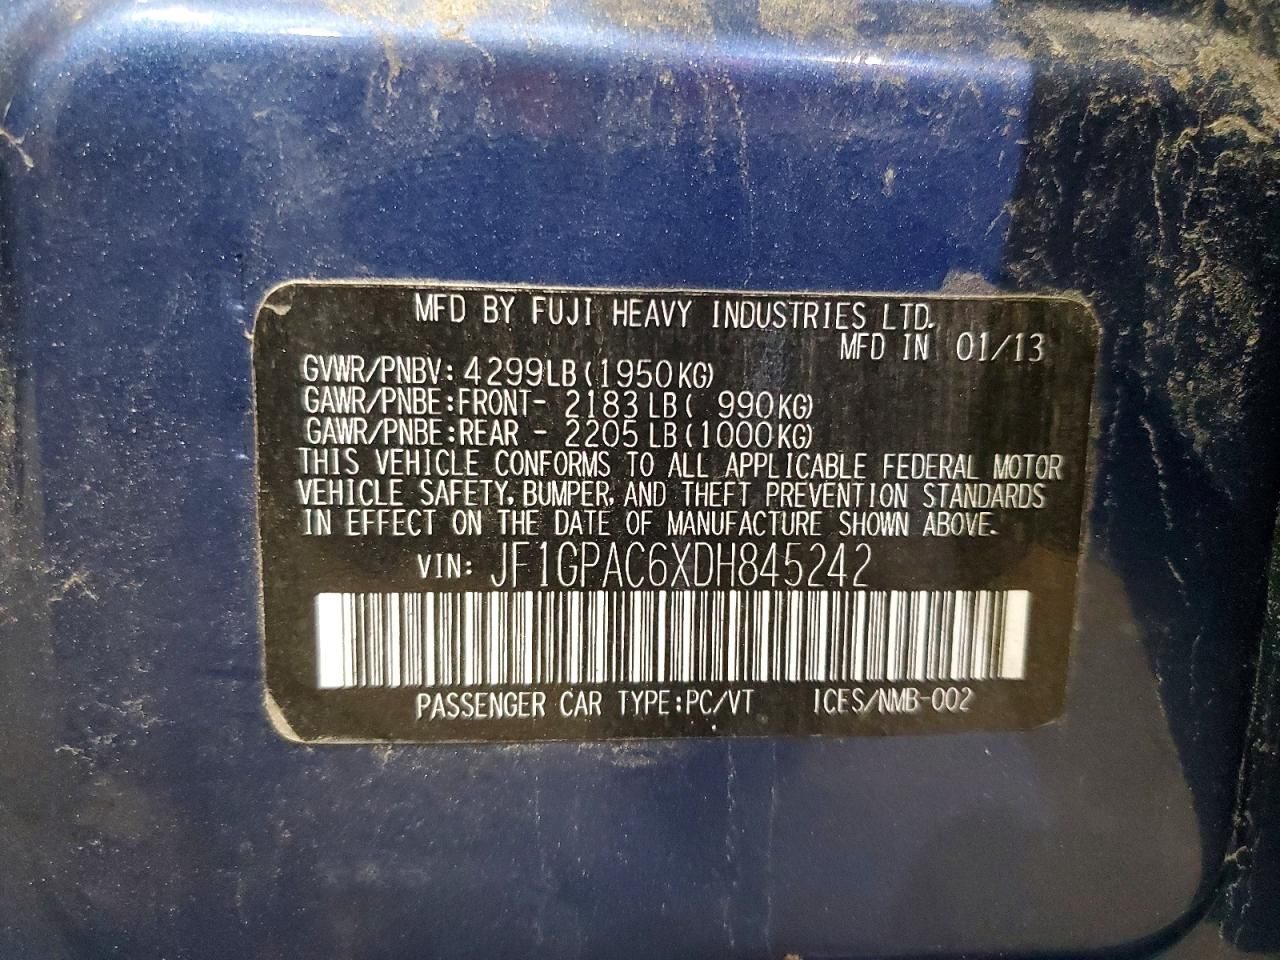 MFD BY FUJI HEAVY INDUSTRIES LTD.
MFD IN 01/13
GVWR/PNBV: 4299LB(1950KG)
GAWR/PNBE:FRONT- 2183LB( 990KG)
GAWR/PNBE:REAR - 2205LB(1000KG)
THIS VEHICLE CONFORMS TO ALL APPLICABLE FEDERAL MOTOR
VEHICLE SAFETY, BUMPER, AND THEFT PREVENTION STANDARDS
IN EFFECT ON THE DATE OF MANUFACTURE SHOWN ABOVE.
VIN: JF1GPAC6XDH845242
PASSENGER CAR TYPE:PC/VT ICES/NMB-002